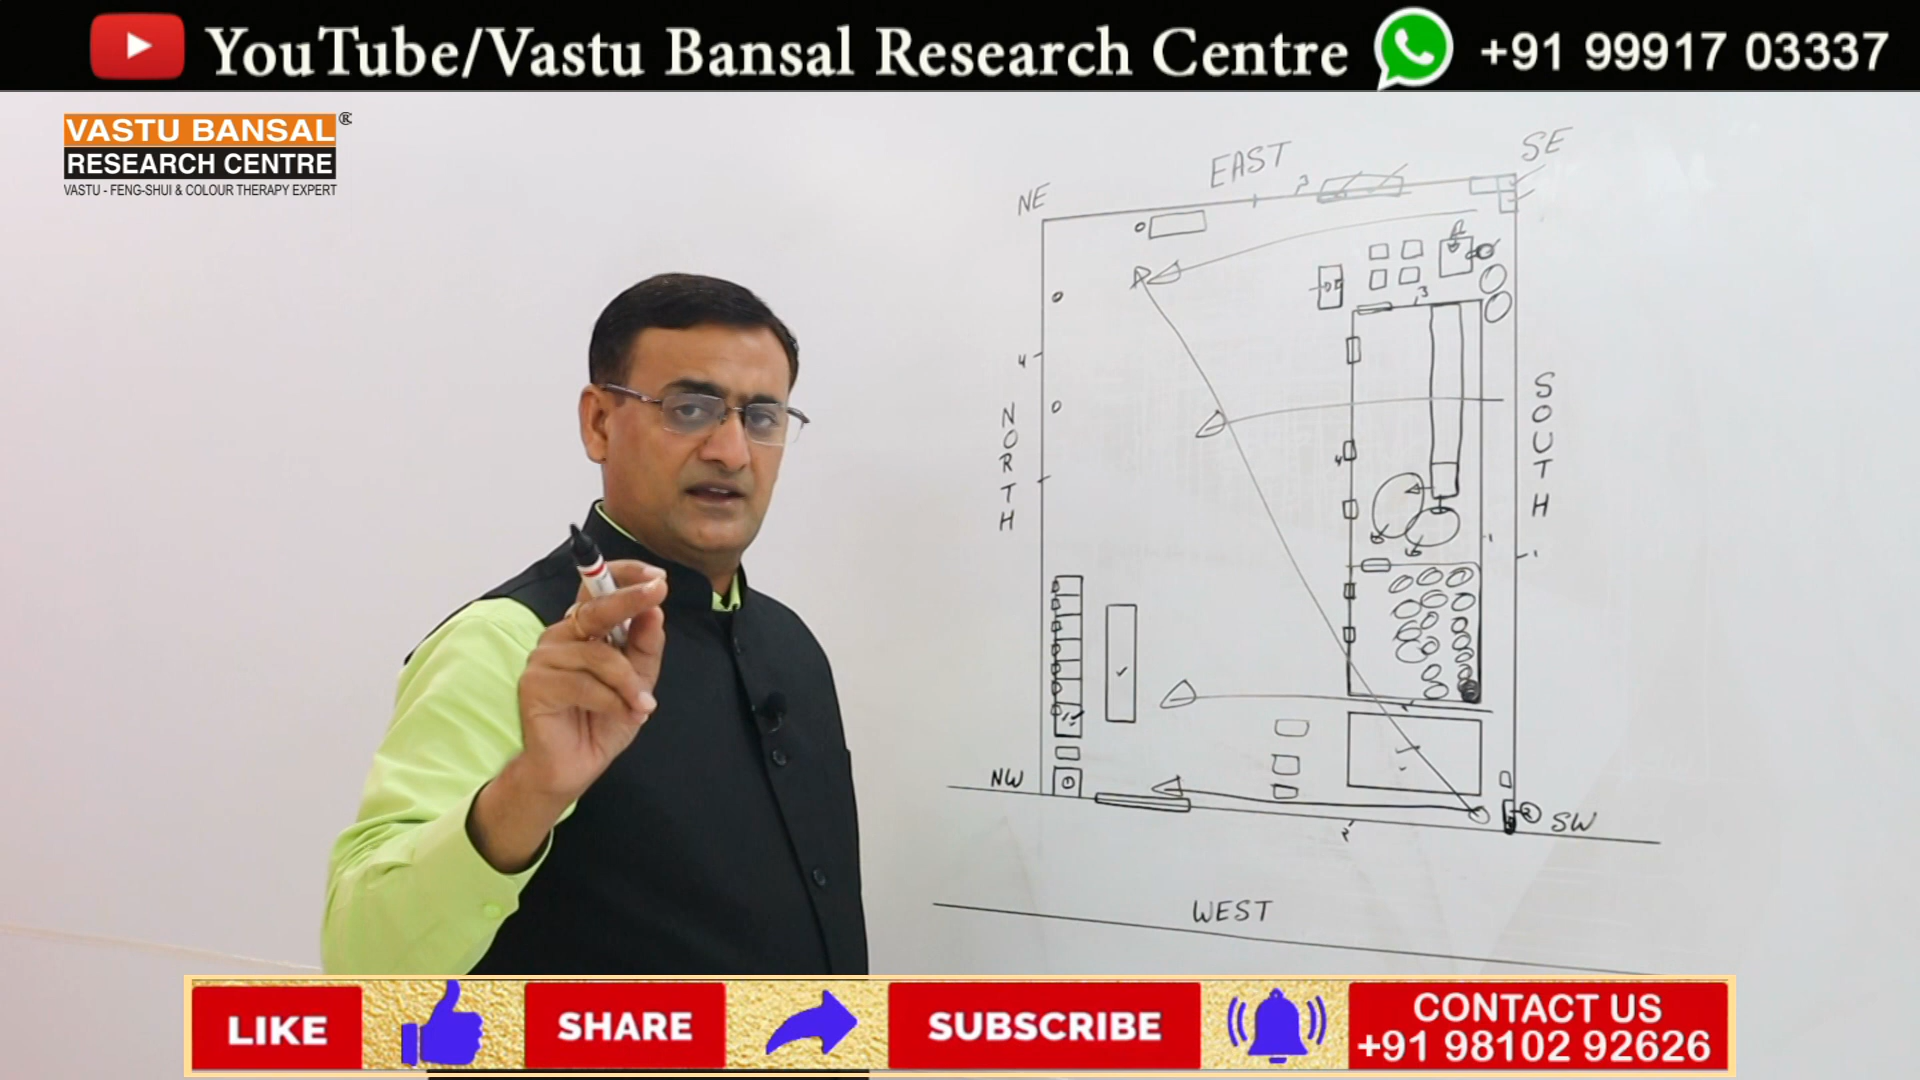 YouTube/Vastu Bansal Research Centre +91 99917 03337
VASTU BANSAL®
RESEARCH CENTRE
VASTU - FENG-SHUI & COLOUR THERAPY EXPERT
NE
EAST
SE
NORTH
SOUTH
NW
SW
WEST
LIKE
SHARE
SUBSCRIBE
CONTACT US
+91 98102 92626